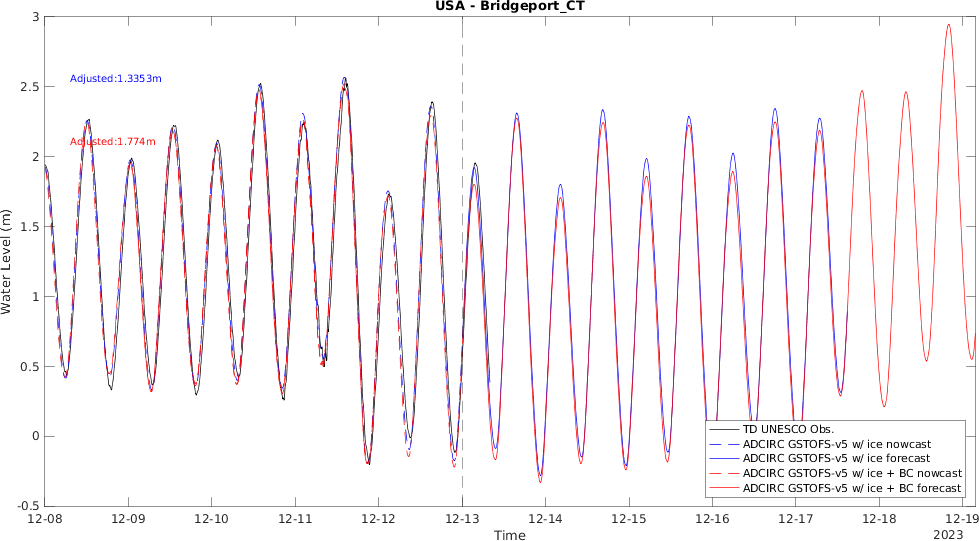 USA - Bridgeport_CT
3
2.5
2
1.5
1
0.5
0
-0.5
Water Level (m)
Adjusted:1.3353m
Adjusted:1.774m
TD UNESCO Obs.
ADCIRC GSTOFS-v5 w/ ice nowcast
ADCIRC GSTOFS-v5 w/ ice forecast
ADCIRC GSTOFS-v5 w/ ice + BC nowcast
ADCIRC GSTOFS-v5 w/ ice + BC forecast
12-08 12-09 12-10 12-11 12-12 12-13 12-14 12-15 12-16 12-17 12-18 12-19
Time
2023